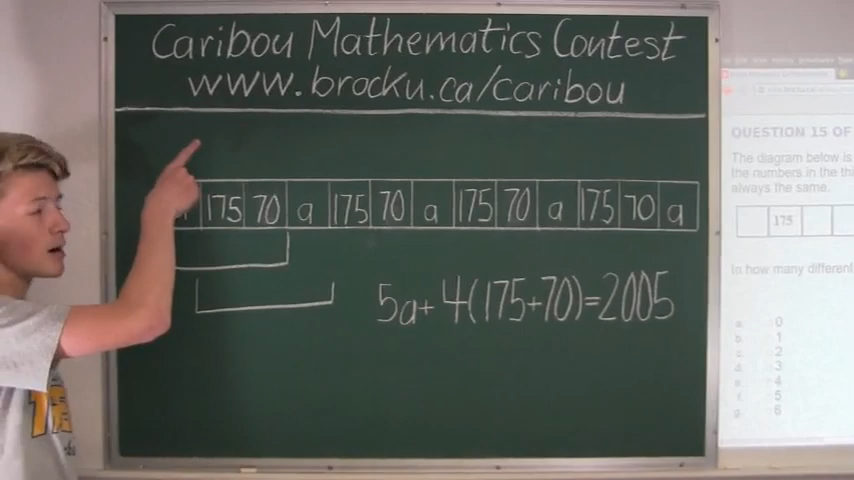 Caribou Mathematics Contest
www.brocku.ca/caribou
175 70 a 175 70 a 175 70 a 175 70 a
5a+4(175+70)=2005
QUESTION 15 OF
The diagram below is
the numbers in the thi
always the same.
175
In how many different
a. 0
b. 1
c. 2
d. 3
e. 4
f. 5
g. 6